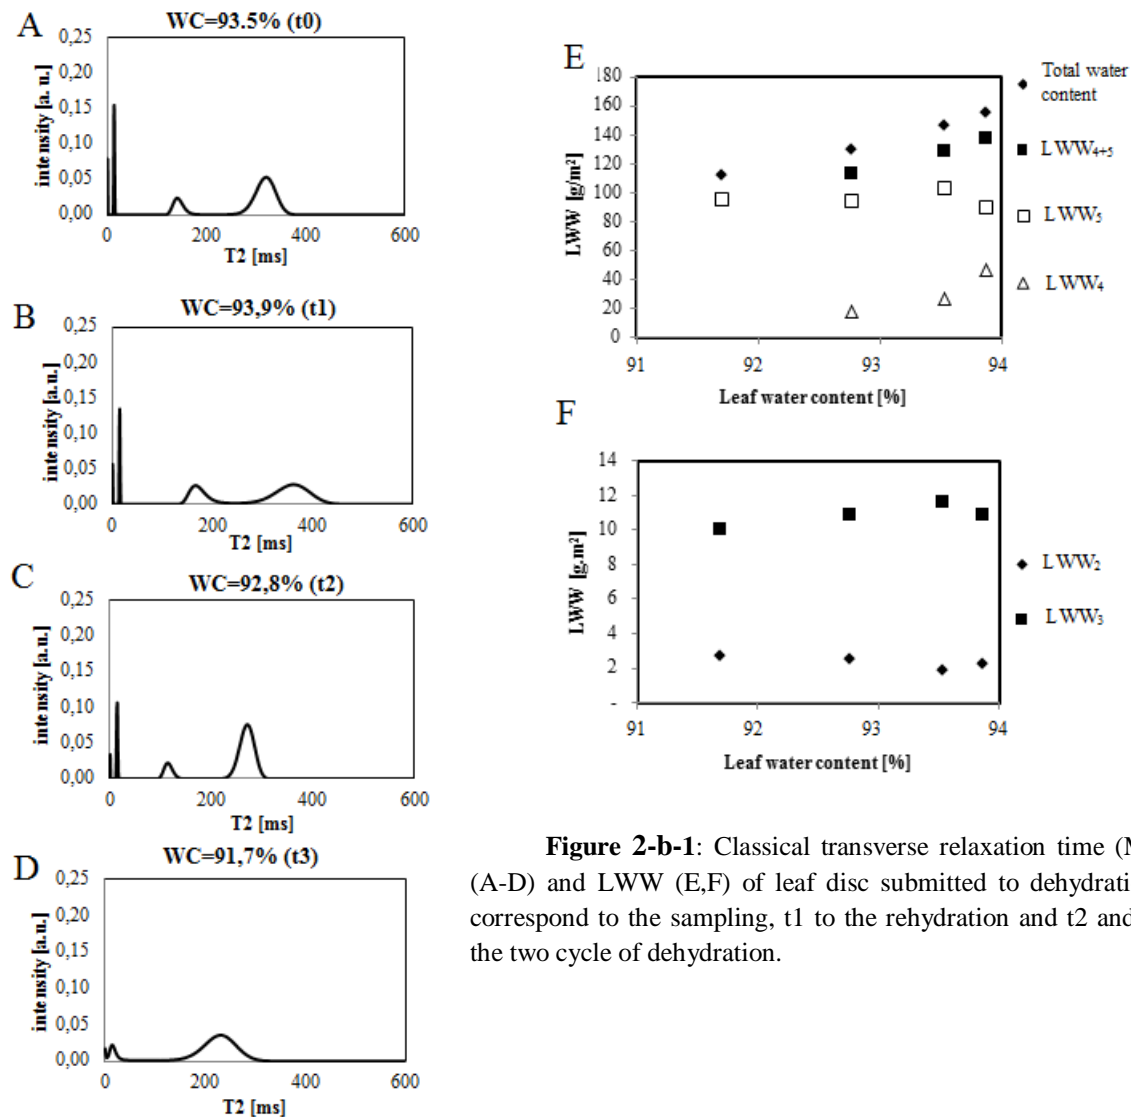 A
WC=93.5% (t0)
0,25
0,20
0,15
0,10
0,05
0,00
intensity [a. u.]
0 200 400 600
T2 [ms]
B
WC=93,9% (t1)
0,25
0,20
0,15
0,10
0,05
0,00
intensity [a.u.]
0 200 400 600
T2 [ms]
C
WC=92,8% (t2)
0,25
0,20
0,15
0,10
0,05
0,00
intensity [a.u.]
0 200 400 600
T2 [ms]
D
WC=91,7% (t3)
0,25
0,20
0,15
0,10
0,05
0,00
intensity [a.u.]
0 200 400 600
T2 [ms]
E
180
160
140
120
100
80
60
40
20
0
LWW [g/m²]
91 92 93 94
Leaf water content [%]
Total water
content
LWW4+5
LWW5
LWW4
F
14
12
10
8
6
4
2
-
LWW [g.m²]
91 92 93 94
Leaf water content [%]
LWW2
LWW3
Figure 2-b-1: Classical transverse relaxation time
(A-D) and LWW (E,F) of leaf disc submitted to
correspond to the sampling, t1 to the rehydration and t2 and
the two cycle of dehydration.